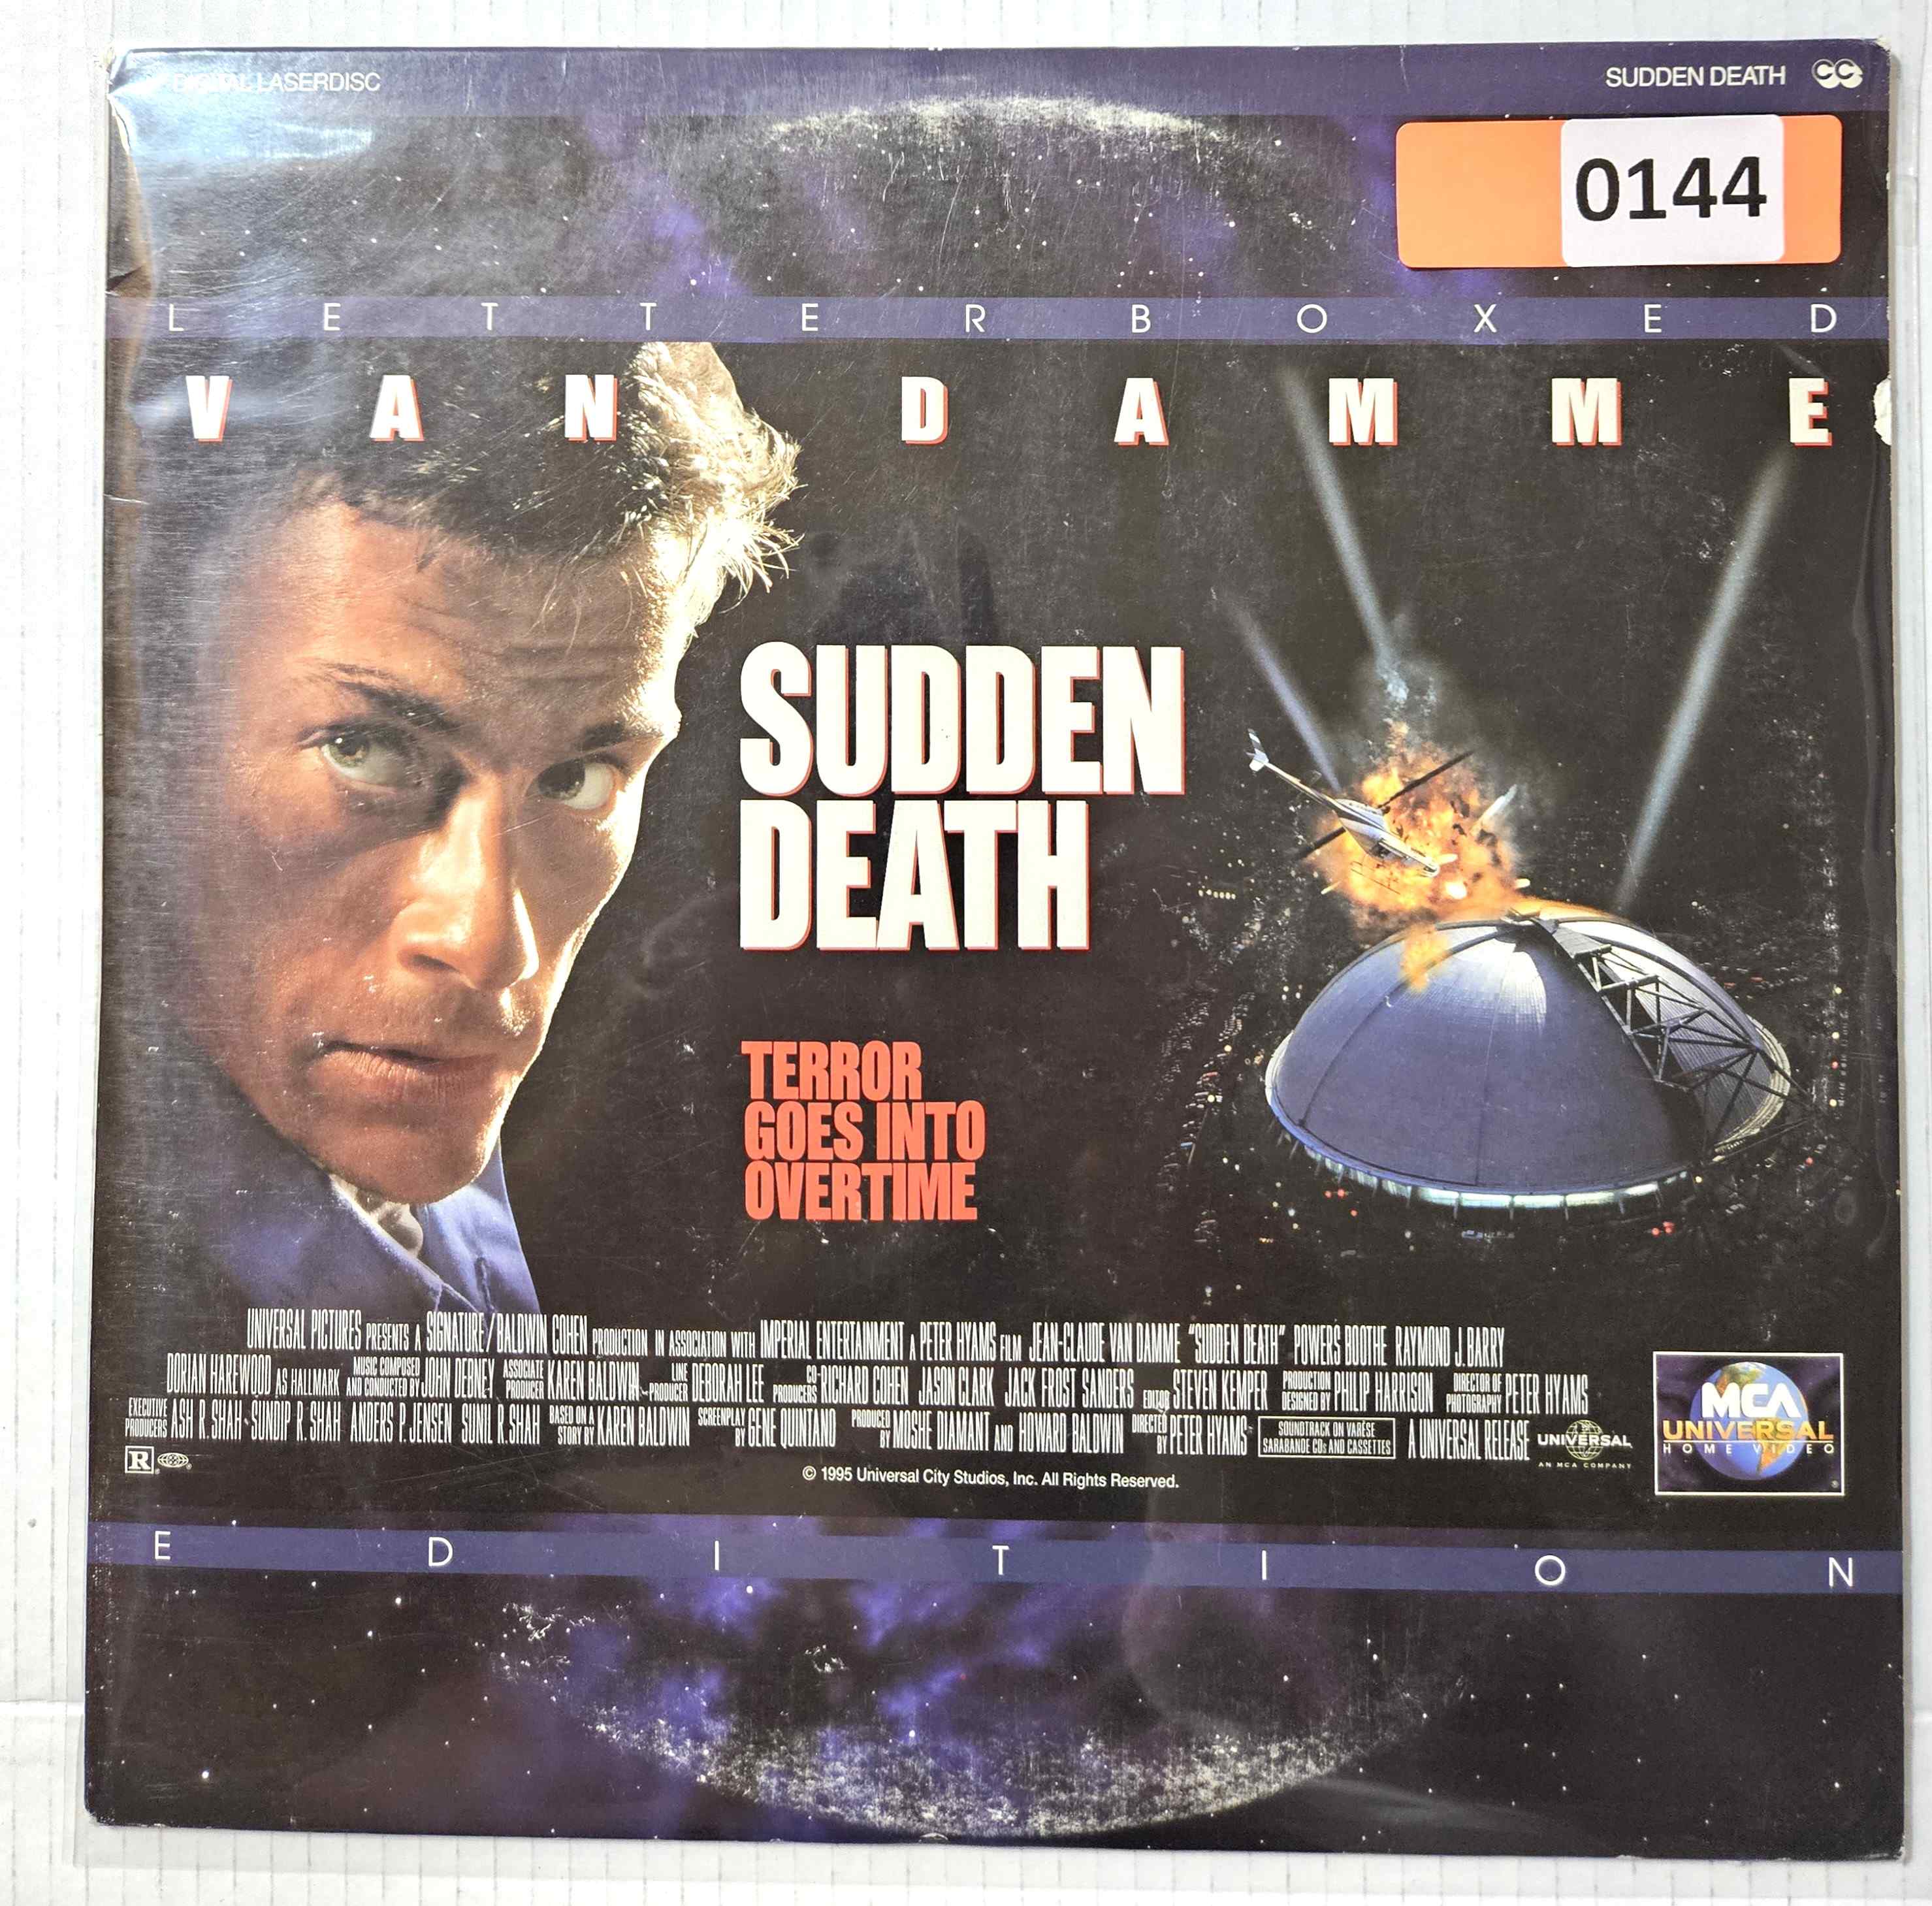 DIGITAL LASERDISC
SUDDEN DEATH CC
0144
LETTERBOXED
VAN DAMME
SUDDEN
DEATH
TERROR
GOES INTO
OVERTIME
UNIVERSAL PICTURES PRESENTS A SIGNATURE/BALDWIN COHEN PRODUCTION IN ASSOCIATION WITH IMPERIAL ENTERTAINMENT A PETER HYAMS FILM JEAN-CLAUDE VAN DAMME "SUDDEN DEATH" POWERS BOOTHE RAYMOND J. BARRY
DORIAN HAREWOOD AS HALLMARK MUSIC COMPOSED AND CONDUCTED BY JOHN DEBNEY ASSOCIATE PRODUCER KAREN BALDWIN LINE PRODUCER DEBORAH LEE CO-PRODUCERS RICHARD COHEN JASON CLARK JACK FROST SANDERS EDITOR STEVEN KEMPER PRODUCTION DESIGNED BY PHILIP HARRISON DIRECTOR OF PHOTOGRAPHY PETER HYAMS
EXECUTIVE PRODUCERS ASH R. SHAH · SUNDIP R. SHAH ANDERS P. JENSEN SUNIL R. SHAH BASED ON A STORY BY KAREN BALDWIN SCREENPLAY BY GENE QUINTANO PRODUCED BY MOSHE DIAMANT AND HOWARD BALDWIN DIRECTED BY PETER HYAMS SOUNDTRACK ON VARÈSE SARABANDE CDs AND CASSETTES A UNIVERSAL RELEASE UNIVERSAL AN MCA COMPANY
R
© 1995 Universal City Studios, Inc. All Rights Reserved.
MCA
UNIVERSAL
HOME VIDEO
EDITION